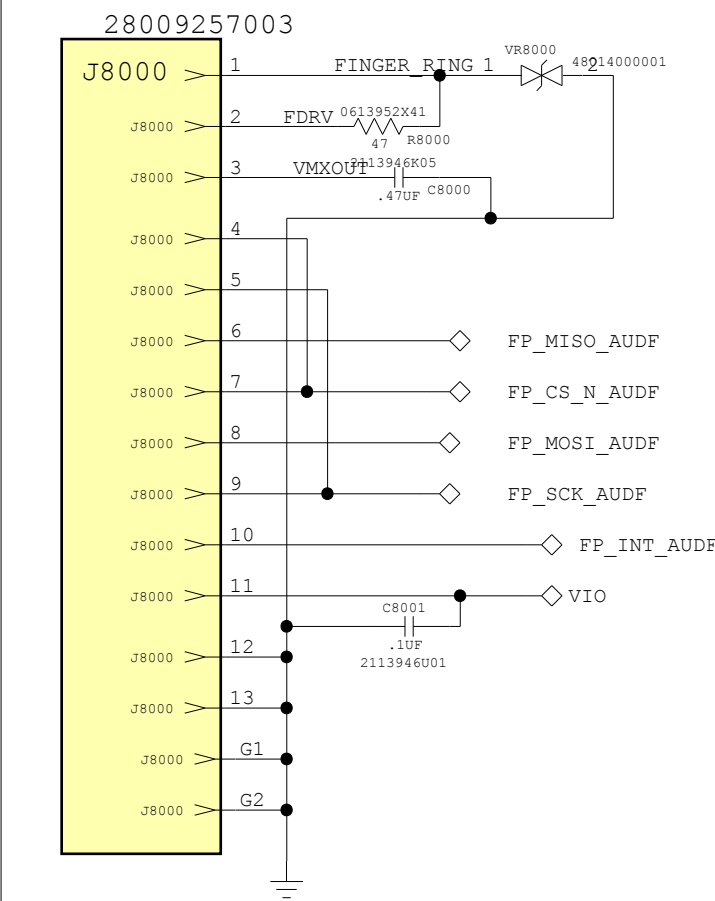 28009257003
J8000 1 FINGER_RING 1 VR8000 2 48014000001
J8000 2 FDRV 0613952X41 47 R8000
J8000 3 VMXOUT 2113946K05 .47UF C8000
J8000 4
J8000 5
J8000 6 FP_MISO_AUDF
J8000 7 FP_CS_N_AUDF
J8000 8 FP_MOSI_AUDF
J8000 9 FP_SCK_AUDF
J8000 10 FP_INT_AUDF
J8000 11 VIO
C8001
.1UF
2113946U01
J8000 12
J8000 13
J8000 G1
J8000 G2